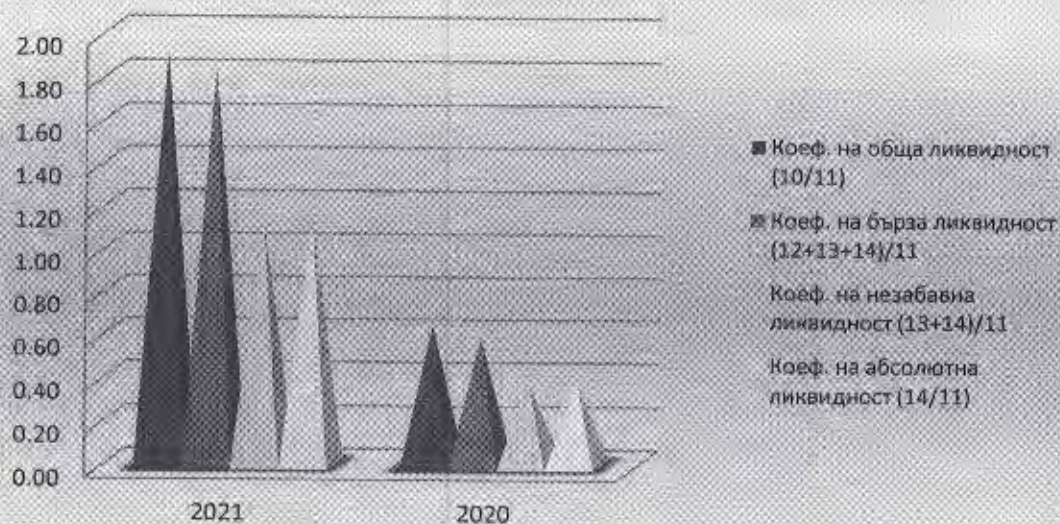 2.00
1.80
1.60
1.40
1.20
1.00
0.80
0.60
0.40
0.20
0.00
2021
2020
Коеф. на обща ликвидност
(10/11)
Коеф. на бърза ликвидност
(12+13+14)/11
Коеф. на незабавна
ликвидност (13+14)/11
Коеф. на абсолютна
ликвидност (14/11)